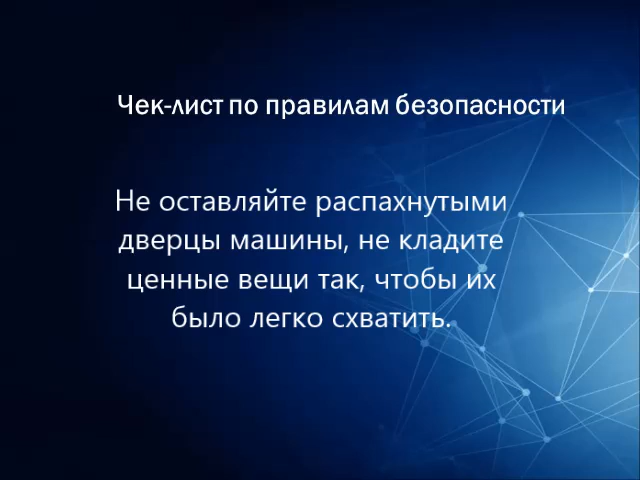 Чек-лист по правилам безопасности
Не оставляйте распахнутыми
дверцы машины, не кладите
ценные вещи так, чтобы их
было легко схватить.